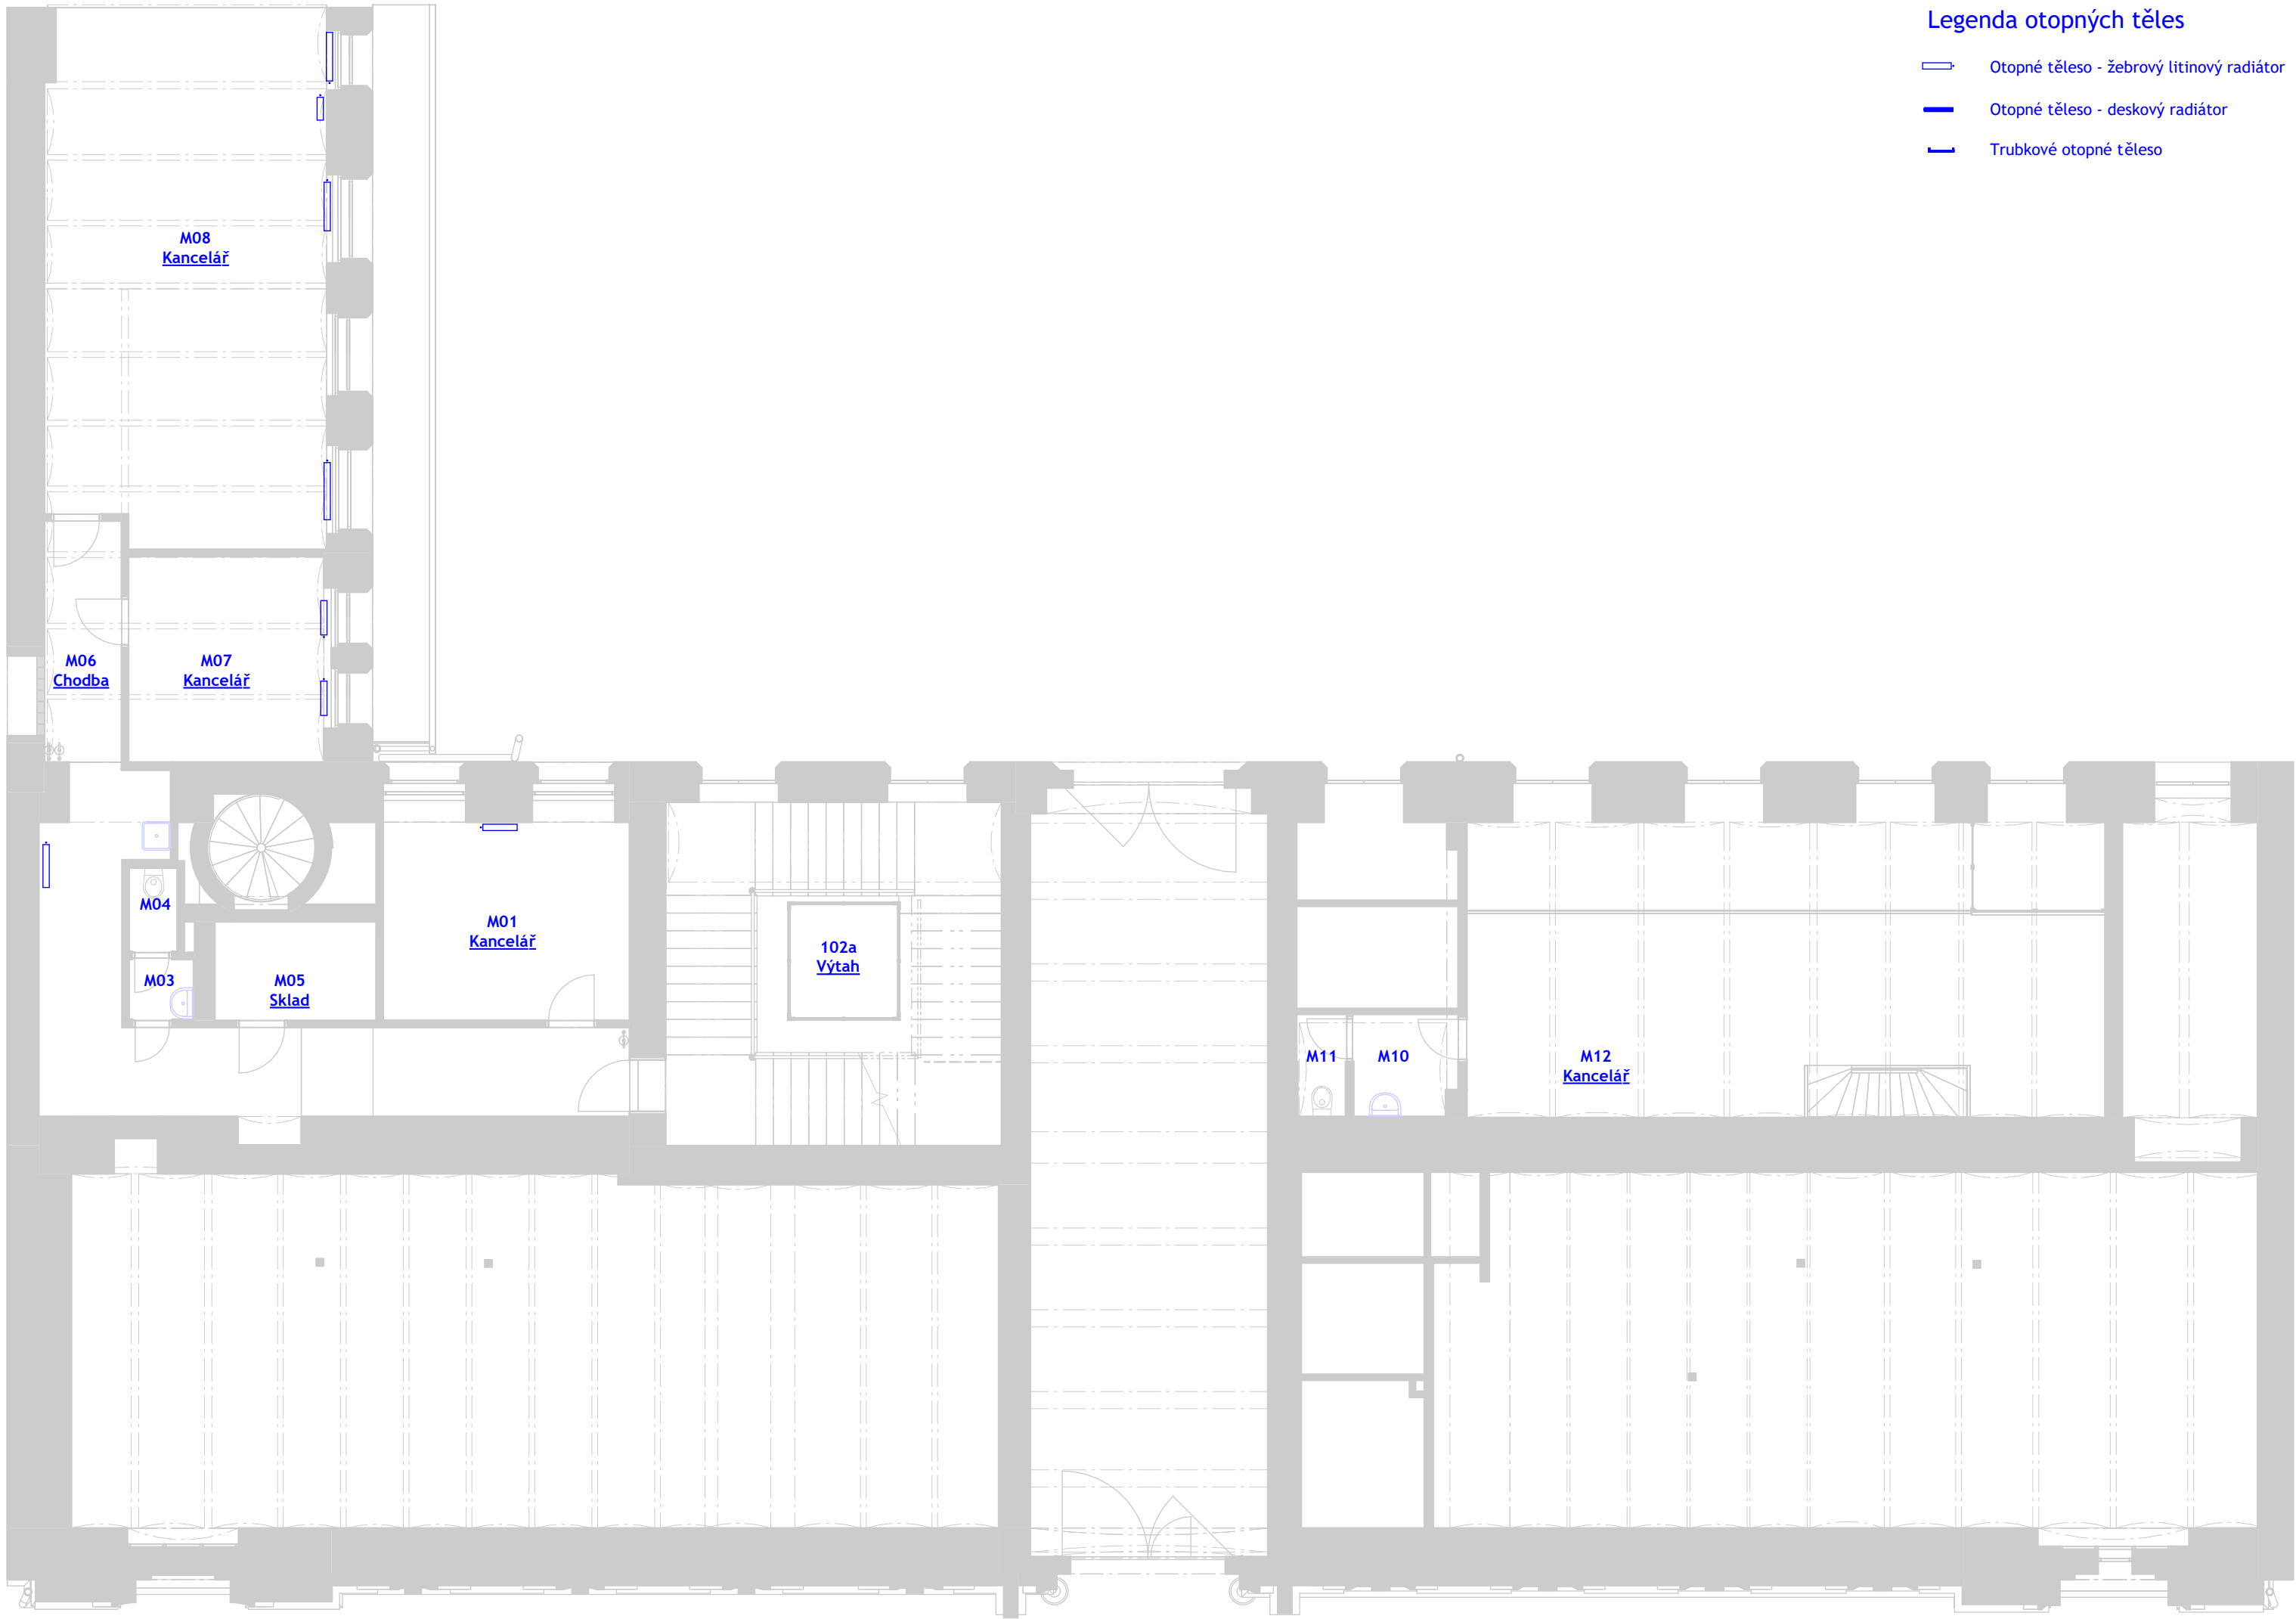 Legenda otopných těles
Otopné těleso - žebrový litinový radiátor
Otopné těleso - deskový radiátor
Trubkové otopné těleso
M08
Kancelář
M06
Chodba
M07
Kancelář
M04
M03
M05
Sklad
M01
Kancelář
102a
Výtah
M11
M10
M12
Kancelář